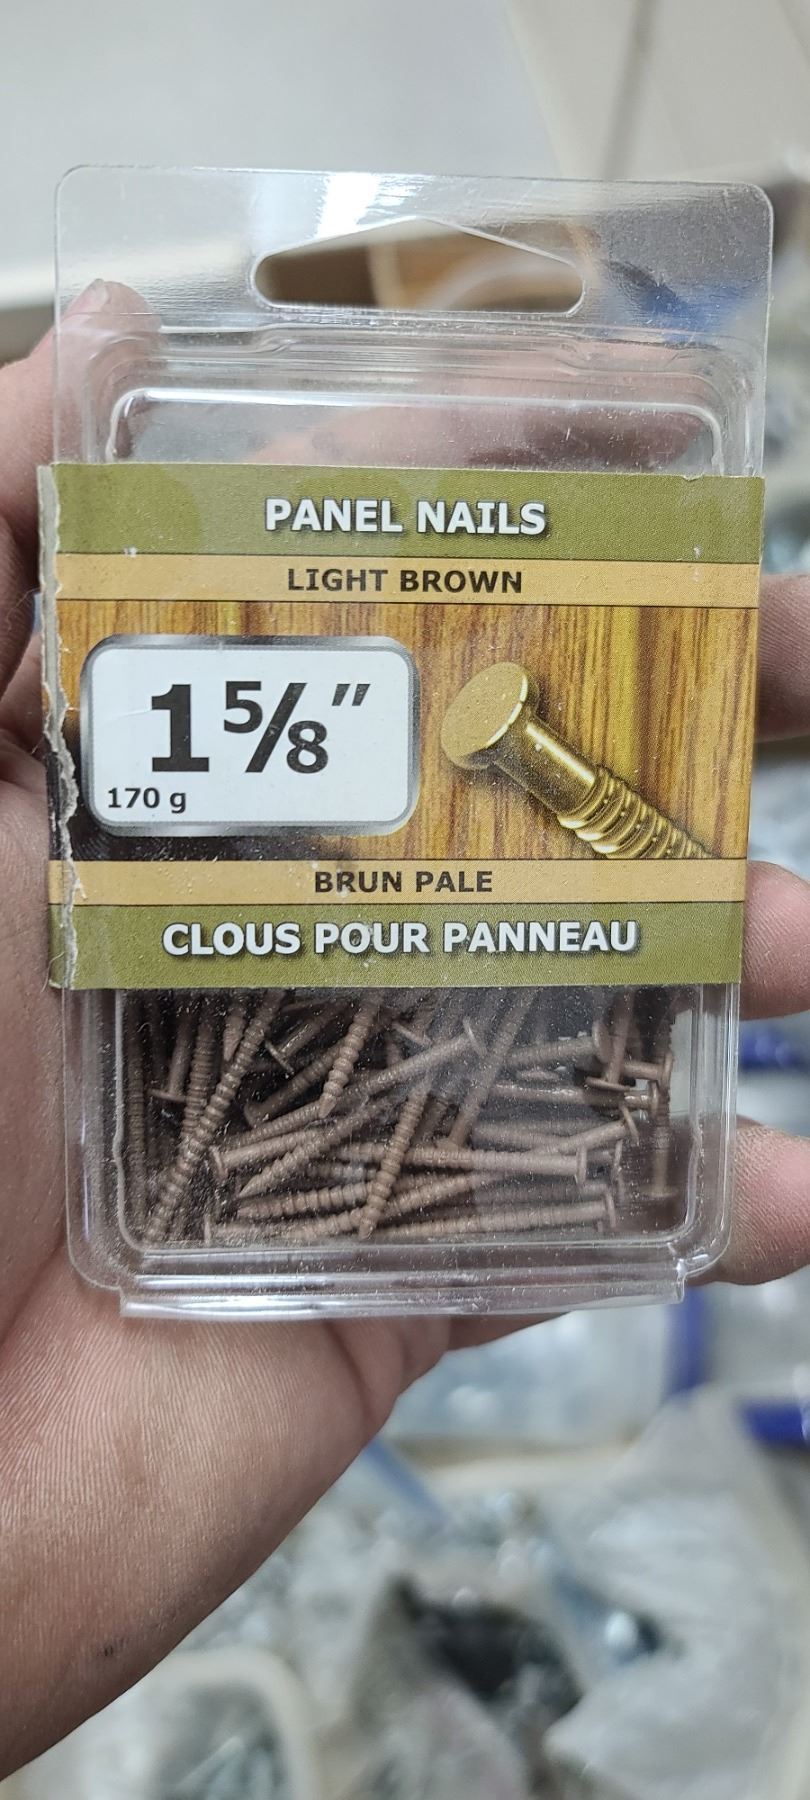 PANEL NAILS
LIGHT BROWN
1 5/8"
170 g
BRUN PALE
CLOUS POUR PANNEAU